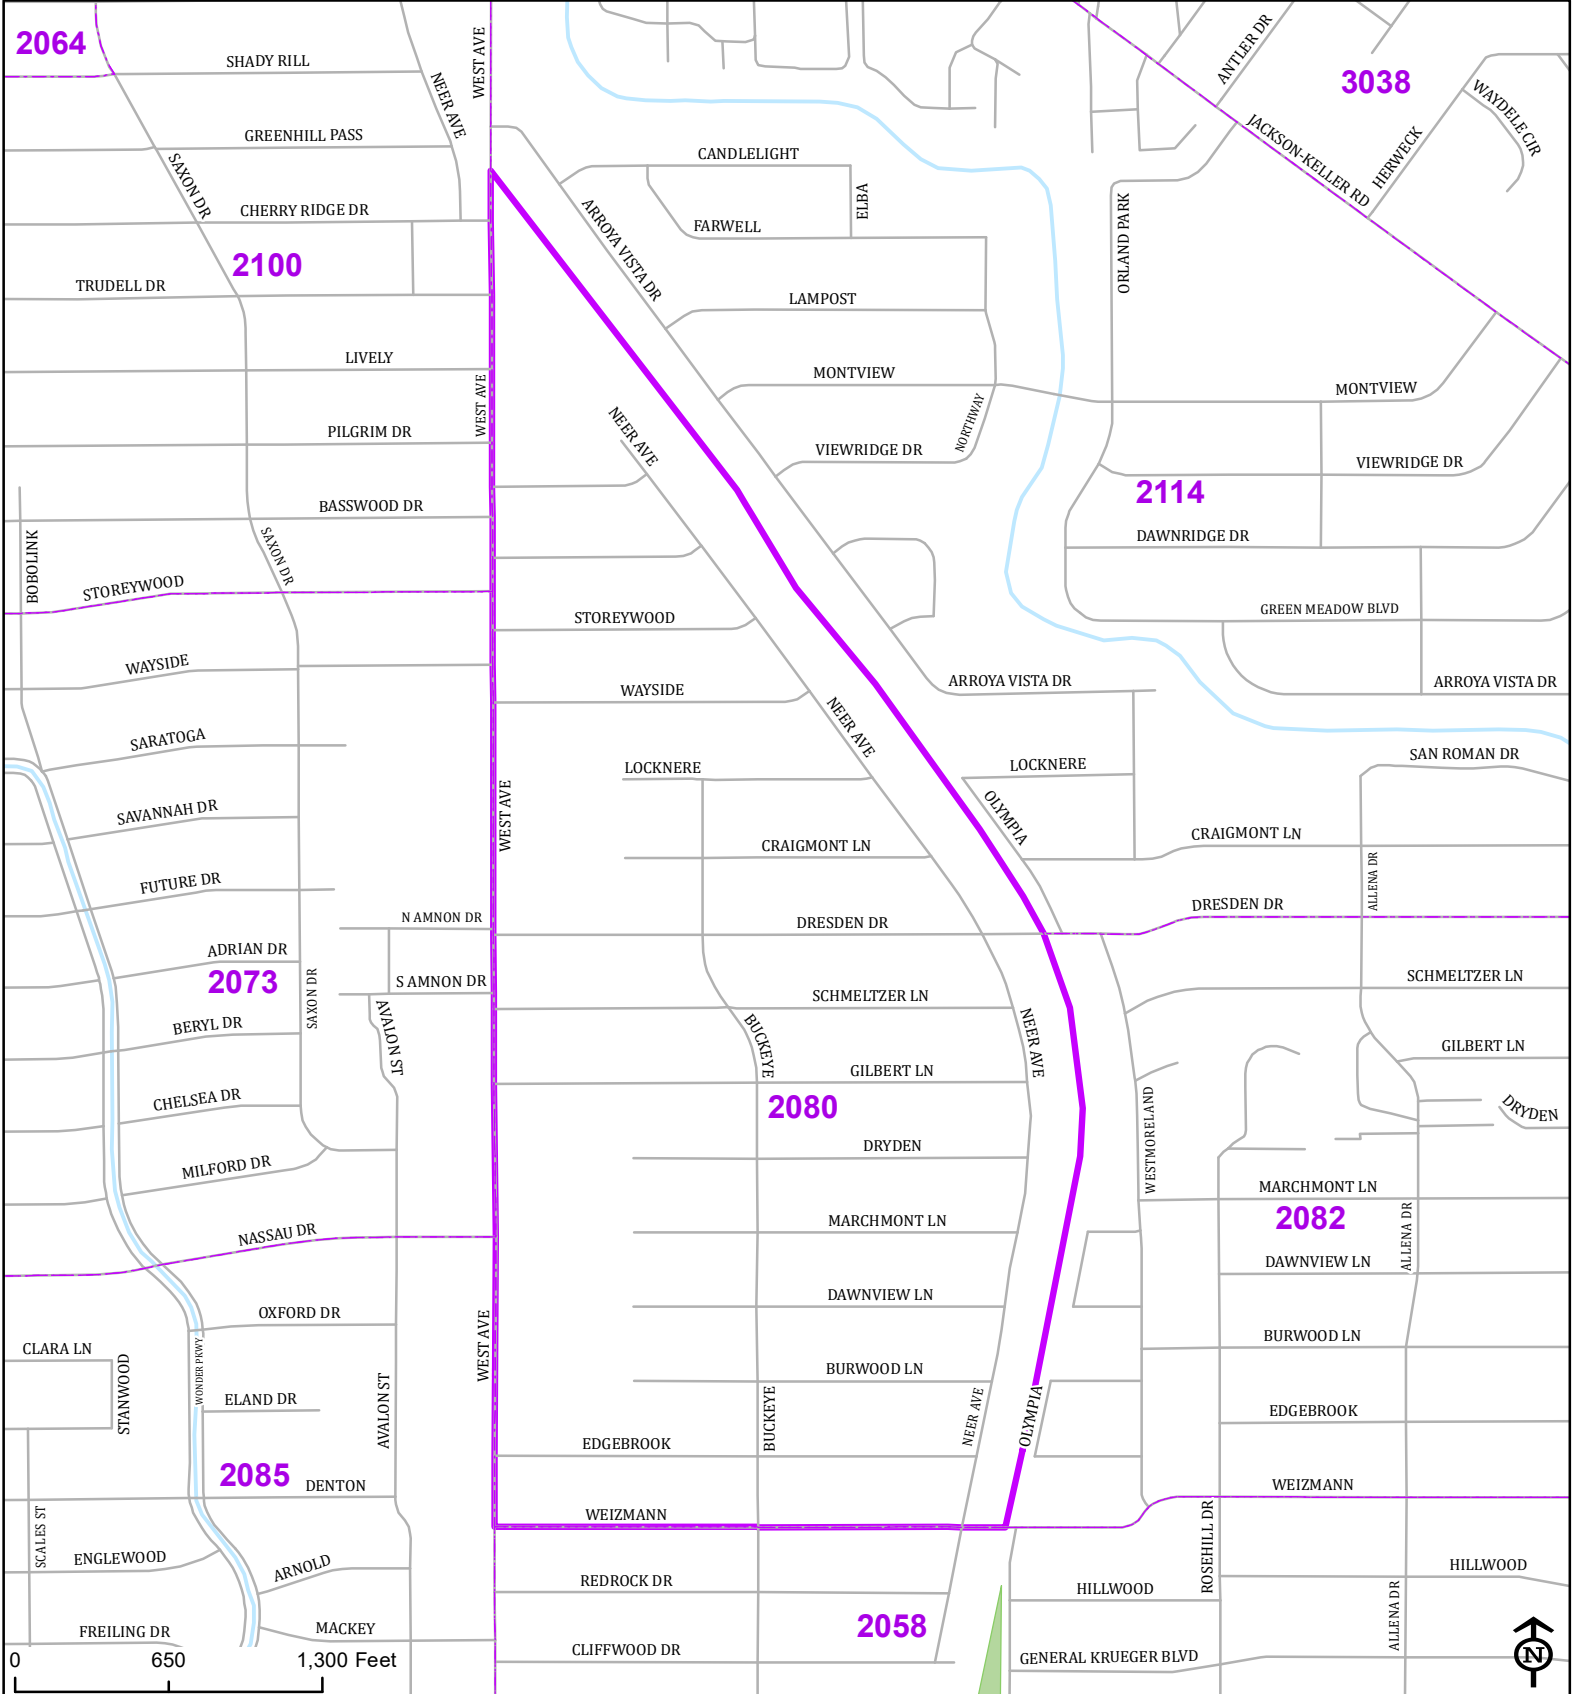 2064
SHADY RILL
NEER AVE
WEST AVE
ANTLER DR
3038
WAYDELE CIR
HERWECK
JACKSON-KELLER RD
GREENHILL PASS
SAXON DR
CANDLELIGHT
ELBA
CHERRY RIDGE DR
ARROYA VISTA DR
FARWELL
ORLAND PARK
2100
TRUDELL DR
LAMPOST
LIVELY
MONTVIEW
MONTVIEW
WEST AVE
PILGRIM DR
NEER AVE
NORTHWAY
VIEWRIDGE DR
VIEWRIDGE DR
2114
BASSWOOD DR
SAXON DR
BOBOLINK
DAWNRIDGE DR
STOREYWOOD
STOREYWOOD
GREEN MEADOW BLVD
WAYSIDE
WAYSIDE
ARROYA VISTA DR
ARROYA VISTA DR
NEER AVE
SARATOGA
LOCKNERE
LOCKNERE
SAN ROMAN DR
SAVANNAH DR
WEST AVE
OLYMPIA
CRAIGMONT LN
CRAIGMONT LN
FUTURE DR
ALLENA DR
N AMNON DR
DRESDEN DR
DRESDEN DR
ADRIAN DR
2073
SAXON DR
S AMNON DR
SCHMELTZER LN
SCHMELTZER LN
BERYL DR
AVALON ST
BUCKEYE
NEER AVE
GILBERT LN
GILBERT LN
2080
CHELSEA DR
DRYDEN
DRYDEN
WESTMORELAND
MILFORD DR
MARCHMONT LN
MARCHMONT LN
2082
NASSAU DR
ALLENA DR
DAWNVIEW LN
DAWNVIEW LN
OXFORD DR
WEST AVE
BURWOOD LN
BURWOOD LN
CLARA LN
STANWOOD
WONDER PKWY
ELAND DR
AVALON ST
BUCKEYE
NEER AVE
OLYMPIA
EDGEBROOK
EDGEBROOK
2085
DENTON
WEIZMANN
WEIZMANN
SCALES ST
ENGLEWOOD
ARNOLD
REDROCK DR
HILLWOOD
ROSEHILL DR
HILLWOOD
ALLENA DR
2058
FREILING DR
MACKEY
CLIFFWOOD DR
GENERAL KRUEGER BLVD
0 650 1,300 Feet
N